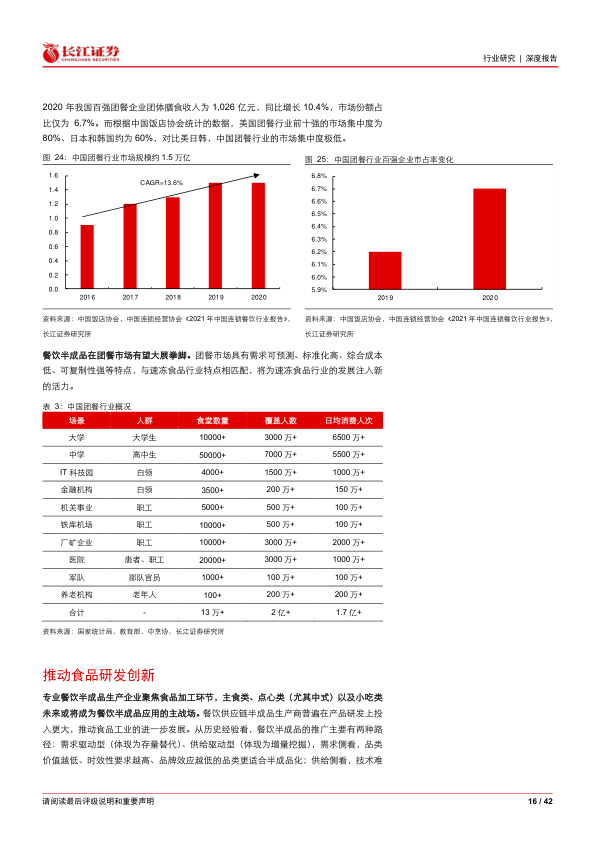 长江证券
CHANGJIANG SECURITIES
行业研究 | 深度报告
2020 年我国百强团餐企业团体膳食收入为 1,026 亿元，同比增长 10.4%，市场份额占
比仅为 6.7%。而根据中国饭店协会统计的数据，美国团餐行业前十强的市场集中度为
80%、日本和韩国约为 60%，对比美日韩，中国团餐行业的市场集中度极低。
图 24：中国团餐行业市场规模约 1.5 万亿
1.6
1.4
1.2
1.0
0.8
0.6
0.4
0.2
0.0
CAGR=13.6%
2016 2017 2018 2019 2020
资料来源：中国饭店协会，中国连锁经营协会《2021 年中国连锁餐饮行业报告》，
长江证券研究所
图 25：中国团餐行业百强企业市占率变化
6.8%
6.7%
6.6%
6.5%
6.4%
6.3%
6.2%
6.1%
6.0%
5.9%
2019 2020
资料来源：中国饭店协会，中国连锁经营协会《2021 年中国连锁餐饮行业报告》，
长江证券研究所
餐饮半成品在团餐市场有望大展拳脚。团餐市场具有需求可预测、标准化高、综合成本
低、可复制性强等特点，与速冻食品行业特点相匹配，将为速冻食品行业的发展注入新
的活力。
表 3：中国团餐行业概况
场景 人群 食堂数量 覆盖人数 日均消费人次
大学 大学生 10000+ 3000 万+ 6500 万+
中学 高中生 50000+ 7000 万+ 5500 万+
IT 科技园 白领 4000+ 1500 万+ 1000 万+
金融机构 白领 3500+ 200 万+ 150 万+
机关事业 职工 5000+ 500 万+ 100 万+
铁库机场 职工 10000+ 500 万+ 100 万+
厂矿企业 职工 10000+ 3000 万+ 2000 万+
医院 患者、职工 20000+ 3000 万+ 1000 万+
军队 部队官员 1000+ 100 万+ 100 万+
养老机构 老年人 100+ 200 万+ 200 万+
合计 - 13 万+ 2 亿+ 1.7 亿+
资料来源：国家统计局，教育部，中烹协，长江证券研究所
推动食品研发创新
专业餐饮半成品生产企业聚焦食品加工环节，主食类、点心类（尤其中式）以及小吃类
未来或将成为餐饮半成品应用的主战场。餐饮供应链半成品生产商普遍在产品研发上投
入更大，推动食品工业的进一步发展。从历史经验看，餐饮半成品的推广主要有两种路
径：需求驱动型（体现为存量替代）、供给驱动型（体现为增量挖掘），需求侧看，品类
价值越低、时效性要求越高、品牌效应越低的品类更适合半成品化；供给侧看，技术难
请阅读最后评级说明和重要声明
16 / 42